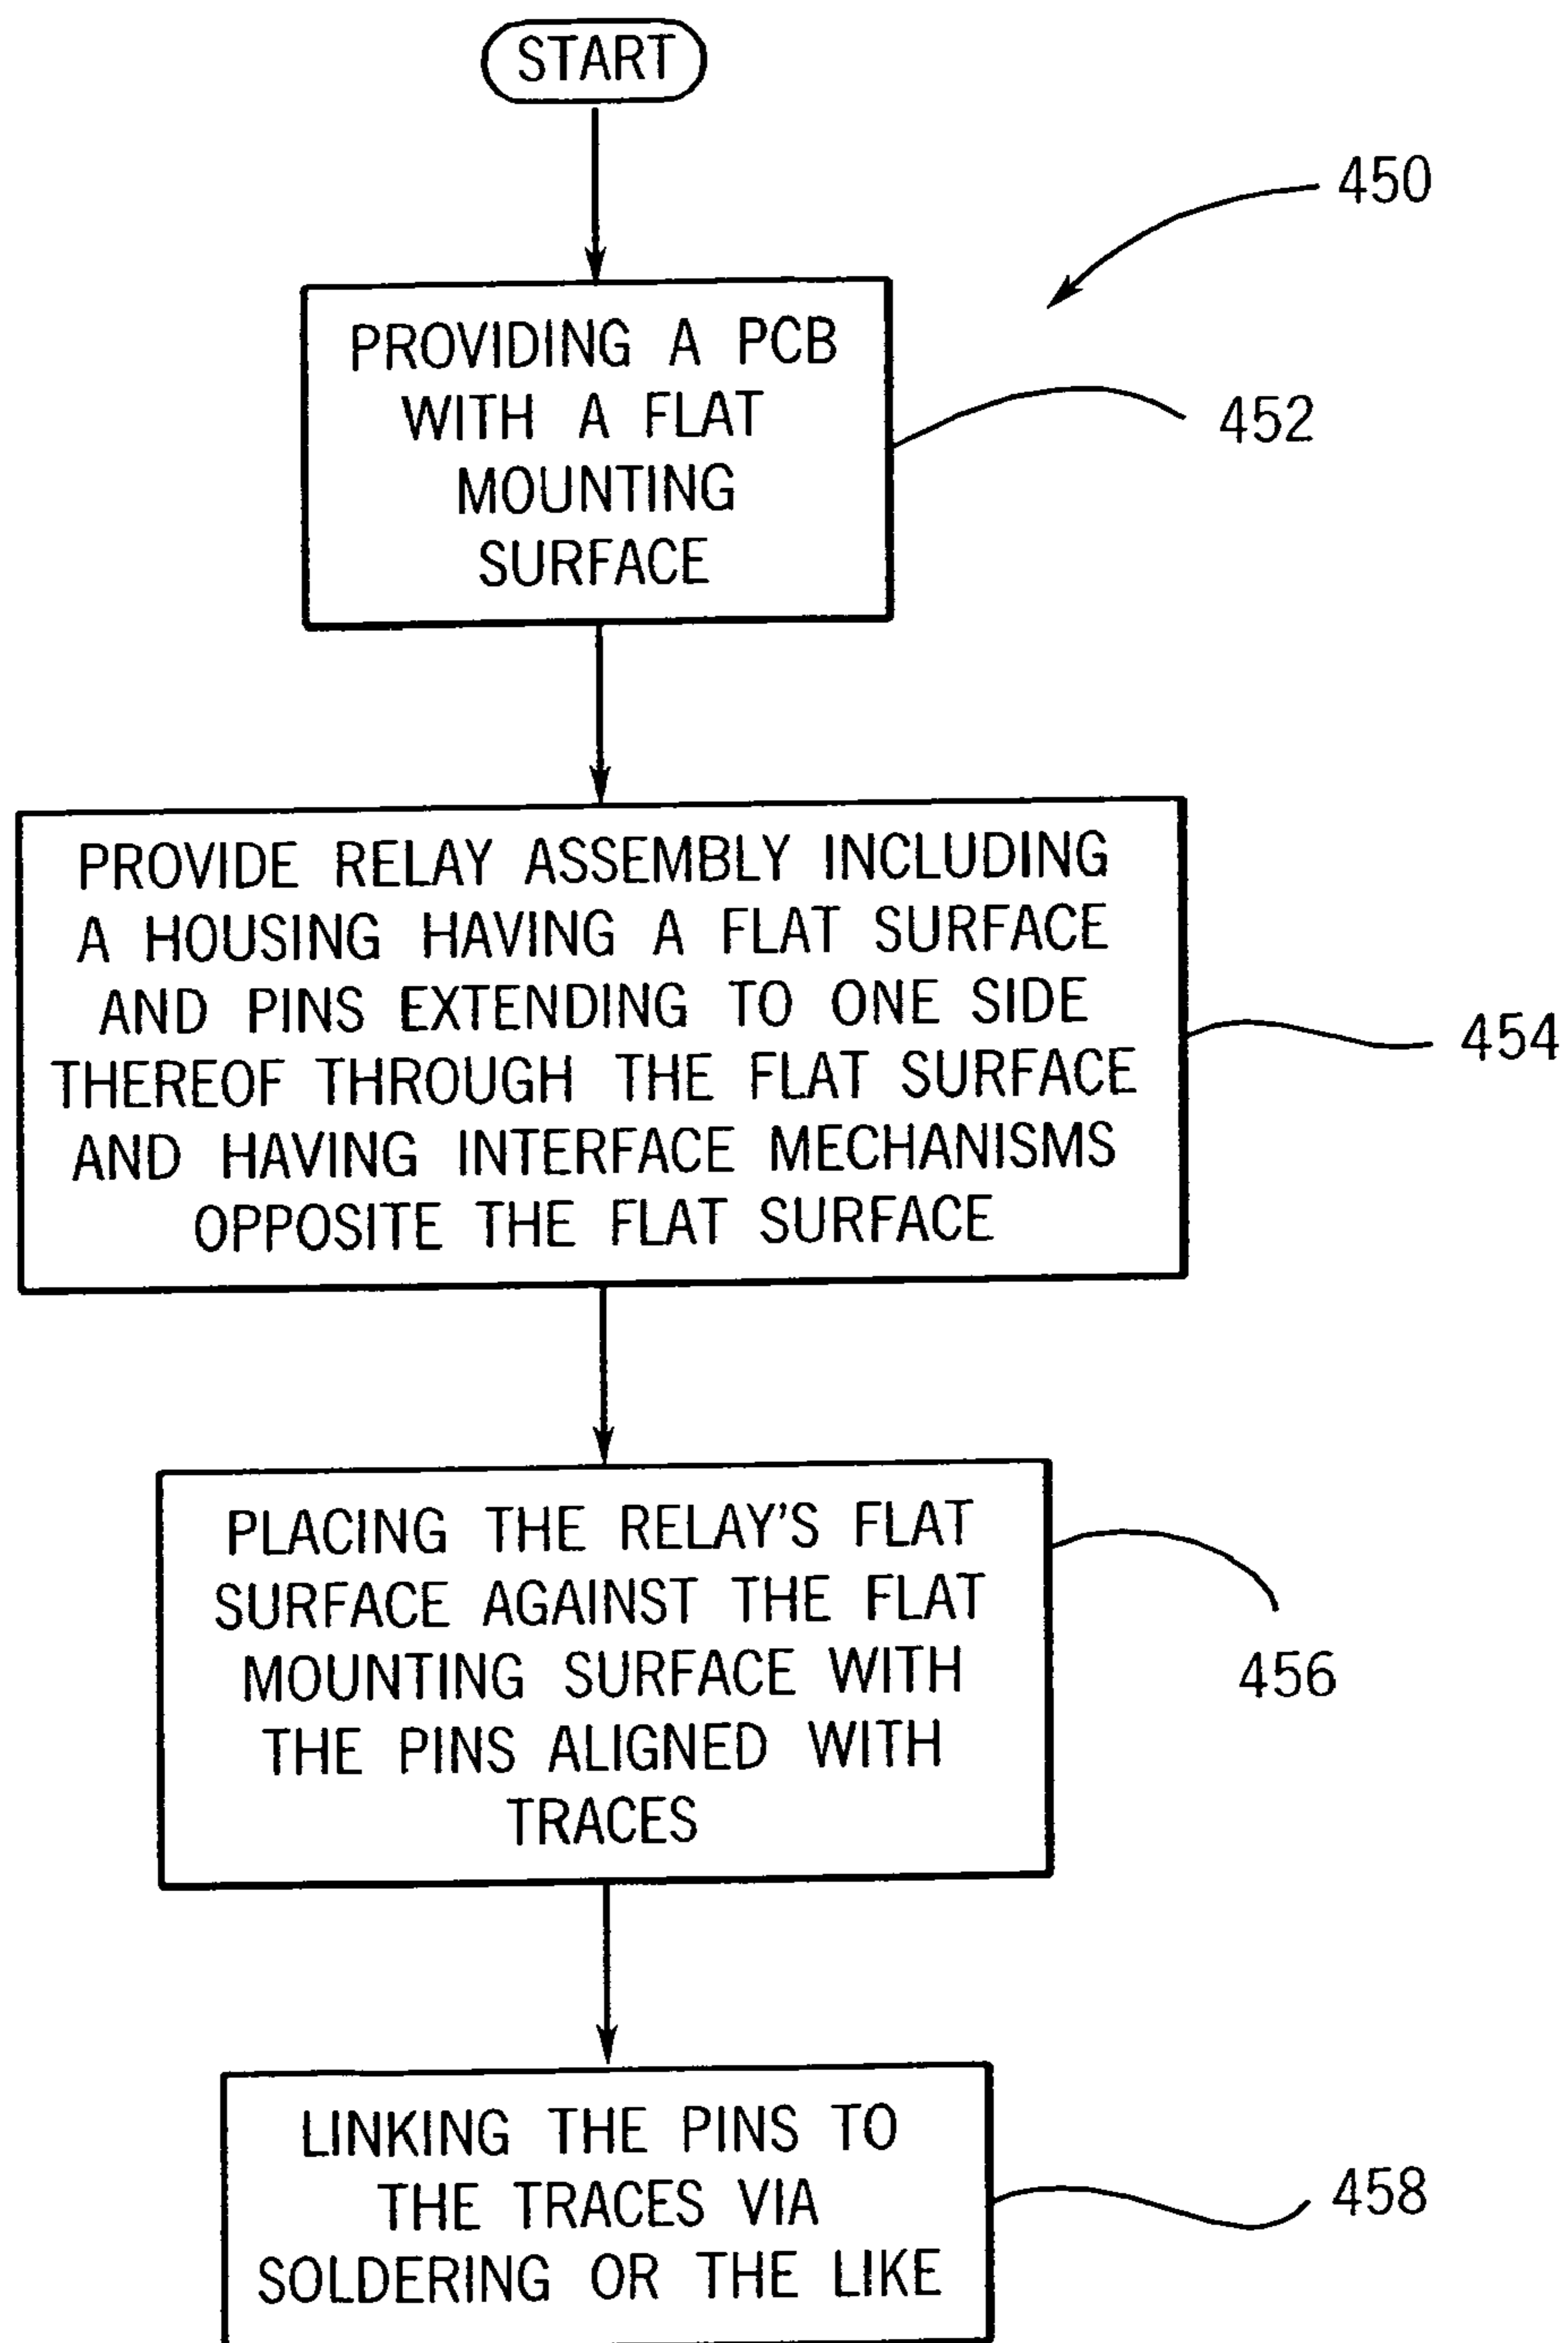 START
450
PROVIDING A PCB
WITH A FLAT
MOUNTING
SURFACE
452
PROVIDE RELAY ASSEMBLY INCLUDING
A HOUSING HAVING A FLAT SURFACE
AND PINS EXTENDING TO ONE SIDE
THEREOF THROUGH THE FLAT SURFACE
AND HAVING INTERFACE MECHANISMS
OPPOSITE THE FLAT SURFACE
454
PLACING THE RELAY'S FLAT
SURFACE AGAINST THE FLAT
MOUNTING SURFACE WITH
THE PINS ALIGNED WITH
TRACES
456
LINKING THE PINS TO
THE TRACES VIA
SOLDERING OR THE LIKE
458